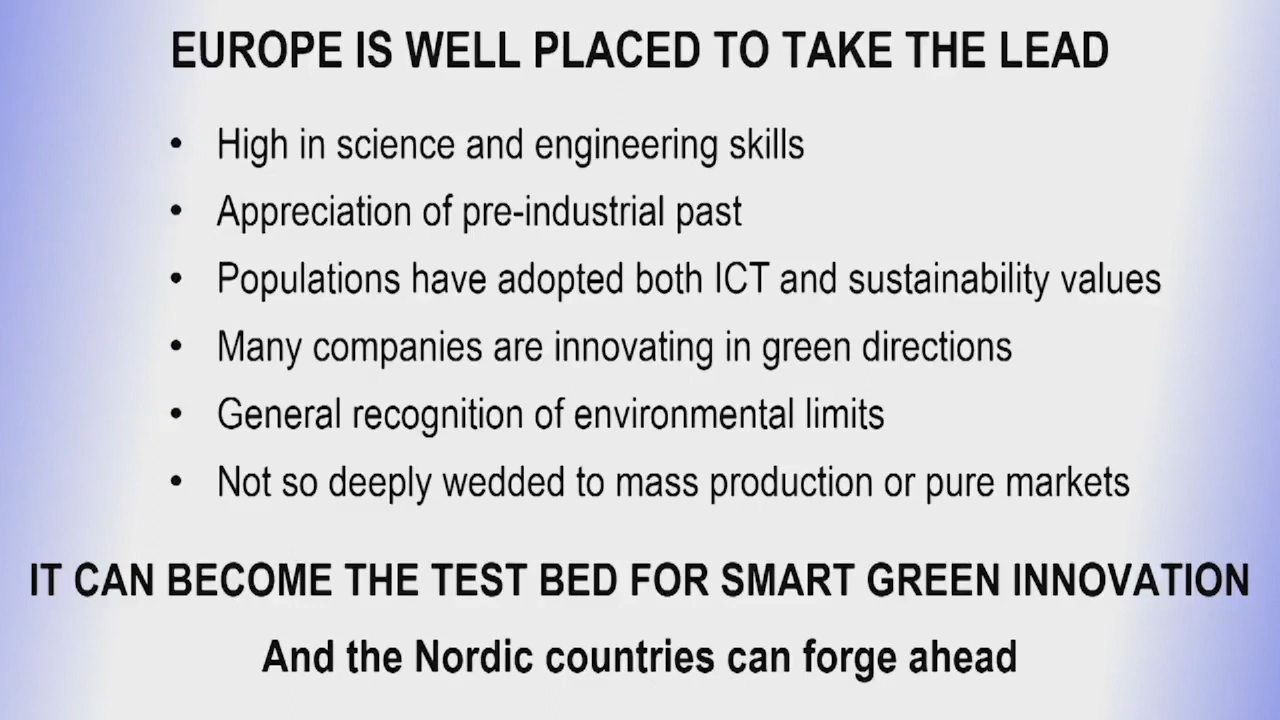 EUROPE IS WELL PLACED TO TAKE THE LEAD
• High in science and engineering skills
• Appreciation of pre-industrial past
• Populations have adopted both ICT and sustainability values
• Many companies are innovating in green directions
• General recognition of environmental limits
• Not so deeply wedded to mass production or pure markets
IT CAN BECOME THE TEST BED FOR SMART GREEN INNOVATION
And the Nordic countries can forge ahead